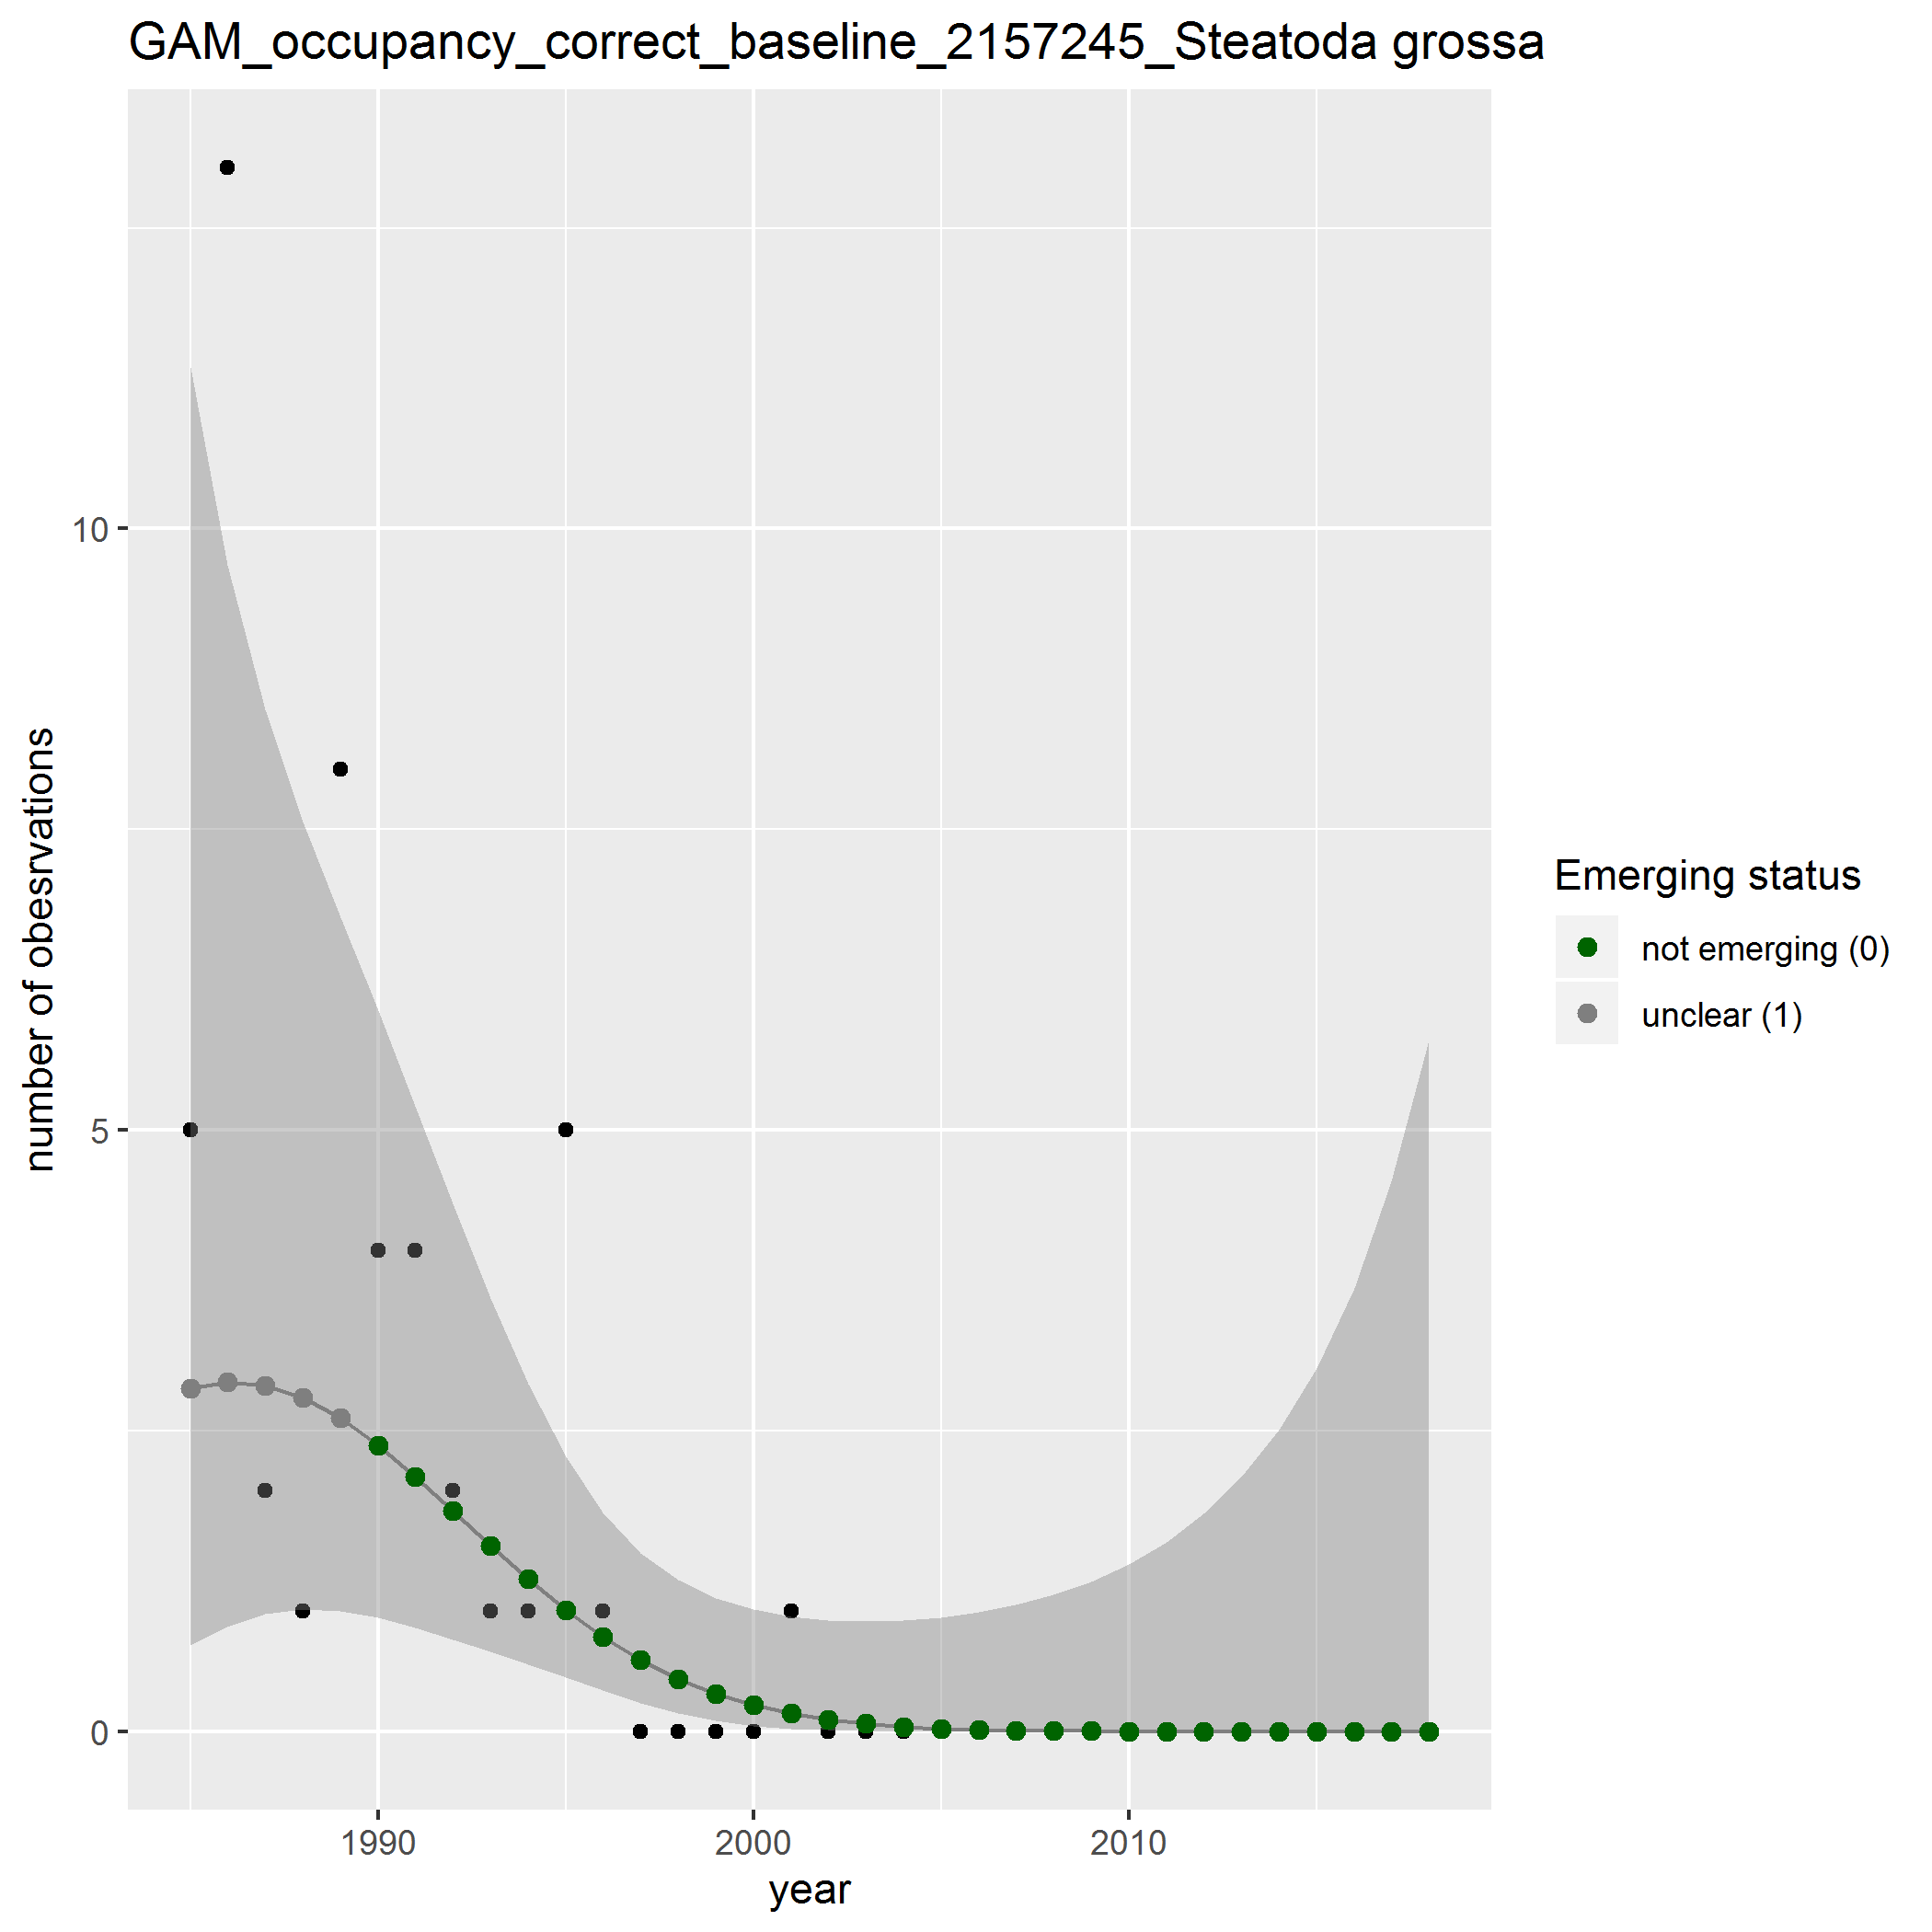 GAM_occupancy_correct_baseline_2157245_Steatoda grossa
10
5
0
number of obesrvations
1990
2000
2010
year
Emerging status
not emerging (0)
unclear (1)